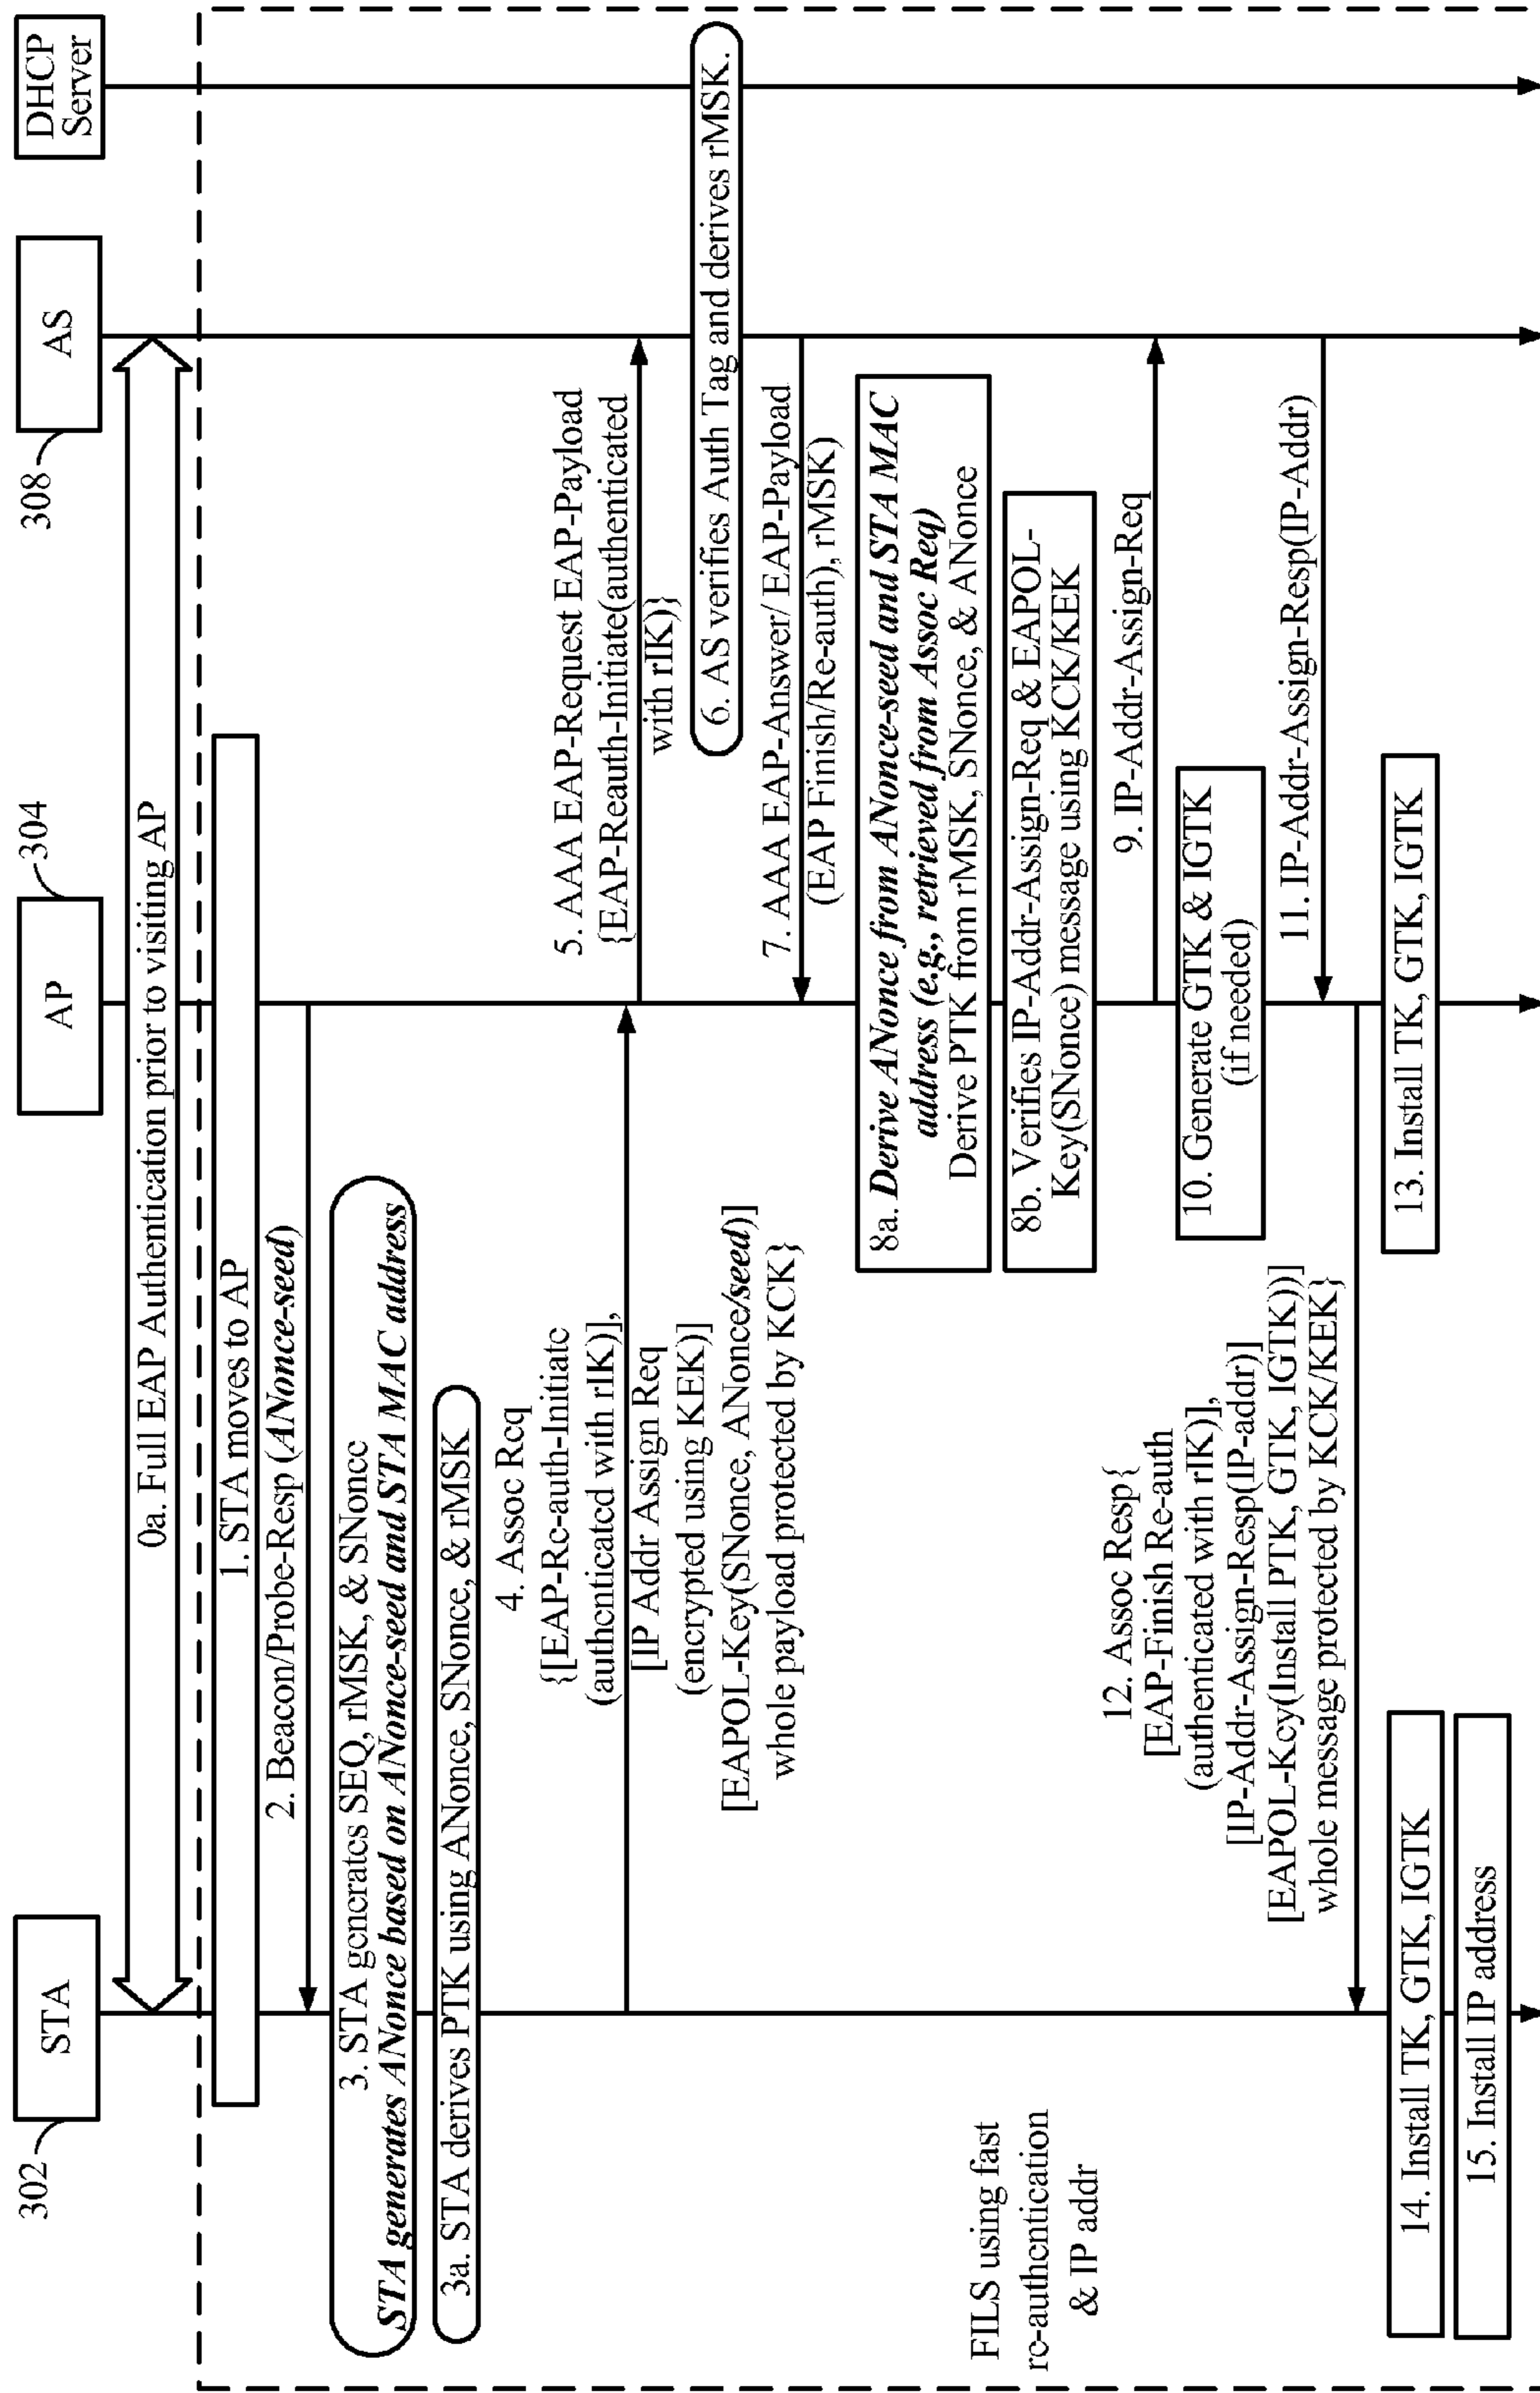 302
STA
304
AP
308
AS
DHCP
Server
0a. Full EAP Authentication prior to visiting AP
1. STA moves to AP
2. Beacon/Probe-Resp (ANonce-seed)
3. STA generates SEQ, rMSK, & SNonce
STA generates ANonce based on ANonce-seed and STA MAC address
3a. STA derives PTK using ANonce, SNonce, & rMSK
4. Assoc Req
{[EAP-Re-auth-Initiate
(authenticated with rIK)],
[IP Addr Assign Req
(encrypted using KEK)]
[EAPOL-Key(SNonce, ANonce/seed)]
whole payload protected by KCK}
5. AAA EAP-Request EAP-Payload
{EAP-Reauth-Initiate(authenticated
with rIK)}
6. AS verifies Auth Tag and derives rMSK.
7. AAA EAP-Answer/ EAP-Payload
(EAP Finish/Re-auth), rMSK)
8a. Derive ANonce from ANonce-seed and STA MAC
address (e.g., retrieved from Assoc Req)
Derive PTK from rMSK, SNonce, & ANonce
8b. Verifies IP-Addr-Assign-Req & EAPOL-
Key(SNonce) message using KCK/KEK
9. IP-Addr-Assign-Req
10. Generate GTK & IGTK
(if needed)
11. IP-Addr-Assign-Resp(IP-Addr)
12. Assoc Resp{
[EAP-Finish Re-auth
(authenticated with rIK)],
[IP-Addr-Assign-Resp(IP-addr)]
[EAPOL-Key(Install PTK, GTK, IGTK))]
whole message protected by KCK/KEK}
13. Install TK, GTK, IGTK
14. Install TK, GTK, IGTK
15. Install IP address
FILS using fast
re-authentication
& IP addr